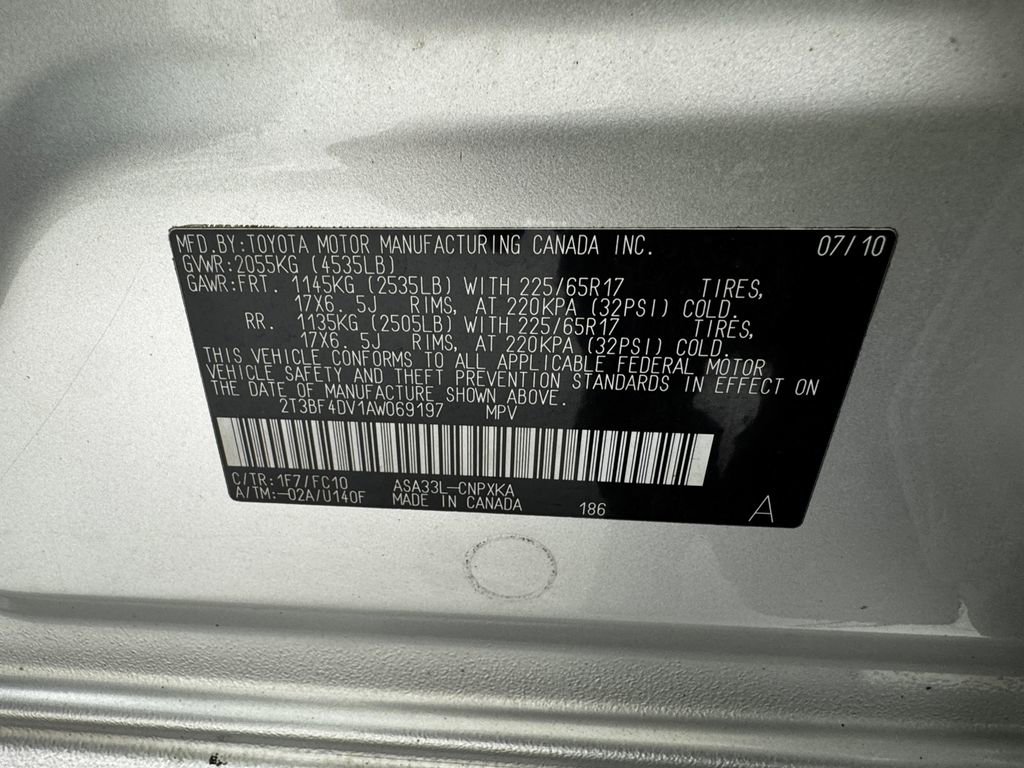 MFD.BY:TOYOTA MOTOR MANUFACTURING CANADA INC. 07/10
GVWR:2055KG (4535LB)
GAWR:FRT. 1145KG (2535LB) WITH 225/65R17 TIRES,
17X6. 5J RIMS, AT 220KPA (32PSI) COLD.
RR. 1135KG (2505LB) WITH 225/65R17 TIRES,
17X6. 5J RIMS, AT 220KPA (32PSI) COLD.
THIS VEHICLE CONFORMS TO ALL APPLICABLE FEDERAL MOTOR
VEHICLE SAFETY AND THEFT PREVENTION STANDARDS IN EFFECT ON
THE DATE OF MANUFACTURE SHOWN ABOVE.
2T3BF4DV1AW069197 MPV
C/TR:1F7/FC10 ASA33L-CNPXKA
A/TM:-02A/U140F MADE IN CANADA 186 A